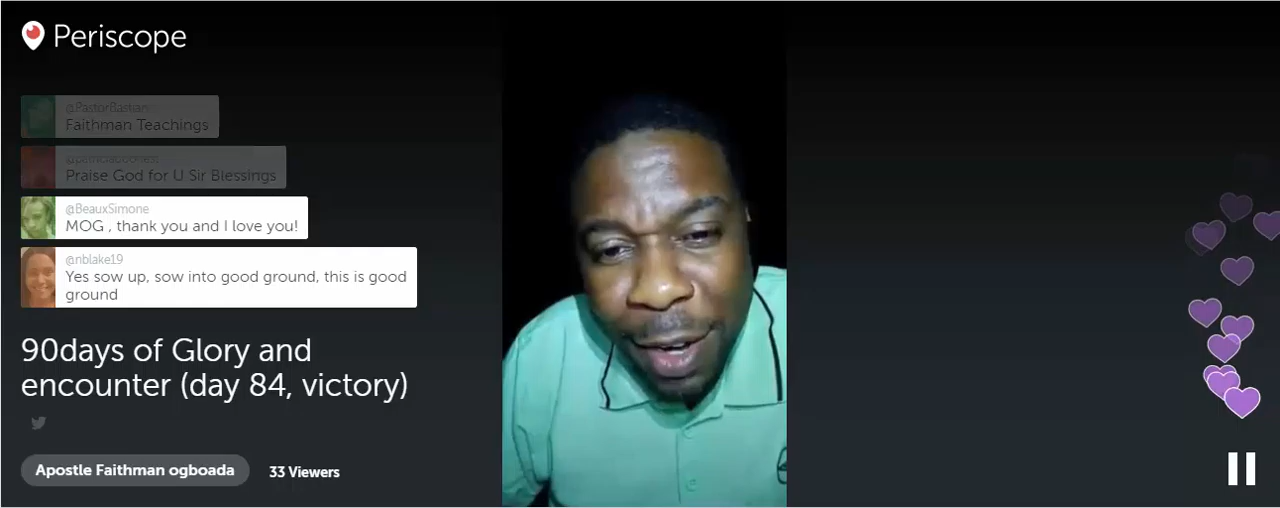 Periscope
@PastorBastian
Faithman Teachings
Praise God for U Sir Blessings
@BeauxSimone
MOG , thank you and I love you!
@nblake19
Yes sow up, sow into good ground, this is good
ground
90days of Glory and
encounter (day 84, victory)
Apostle Faithman ogboada
33 Viewers